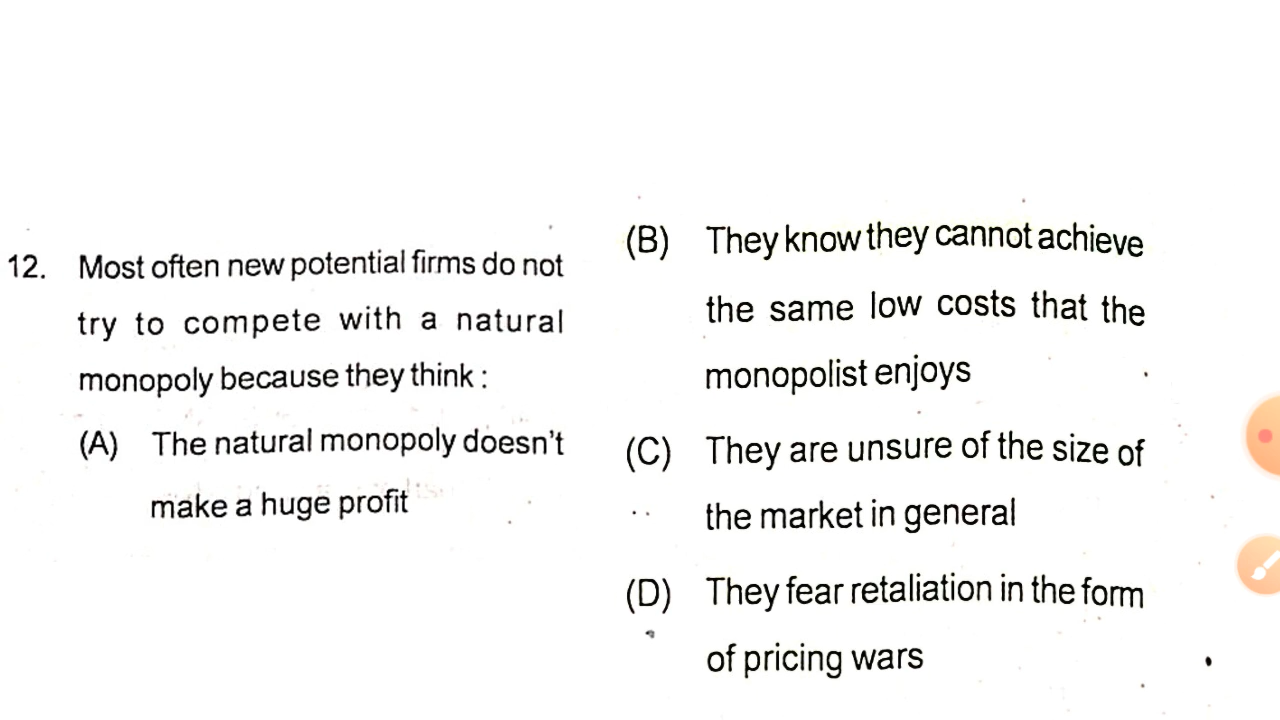 12. Most often new potential firms do not
try to compete with a natural
monopoly because they think :
(A) The natural monopoly doesn't
make a huge profit
(B) They know they cannot achieve
the same low costs that the
monopolist enjoys
(C) They are unsure of the size of
the market in general
(D) They fear retaliation in the form
of pricing wars